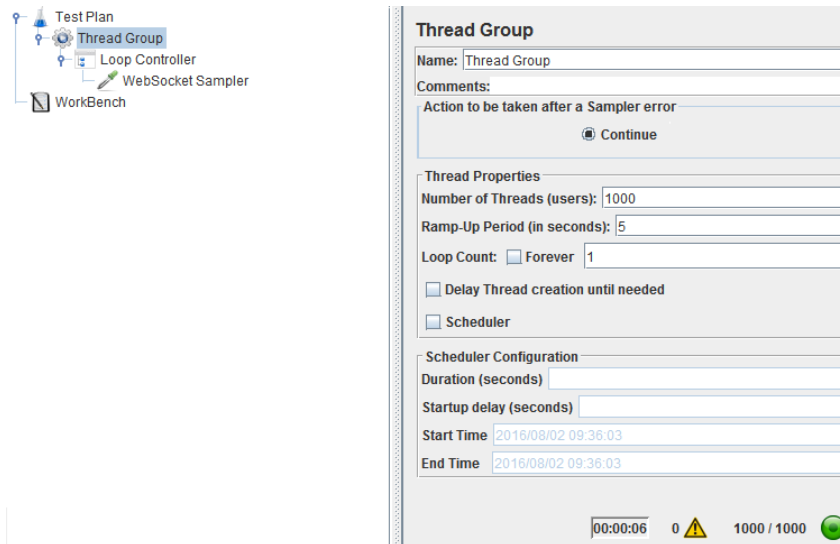 Test Plan
Thread Group
Loop Controller
WebSocket Sampler
WorkBench
Thread Group
Name: Thread Group
Comments:
Action to be taken after a Sampler error
Continue
Thread Properties
Number of Threads (users): 1000
Ramp-Up Period (in seconds): 5
Loop Count: Forever 1
Delay Thread creation until needed
Scheduler
Scheduler Configuration
Duration (seconds)
Startup delay (seconds)
Start Time 2016/08/02 09:36:03
End Time 2016/08/02 09:36:03
00:00:06 0 1000 / 1000